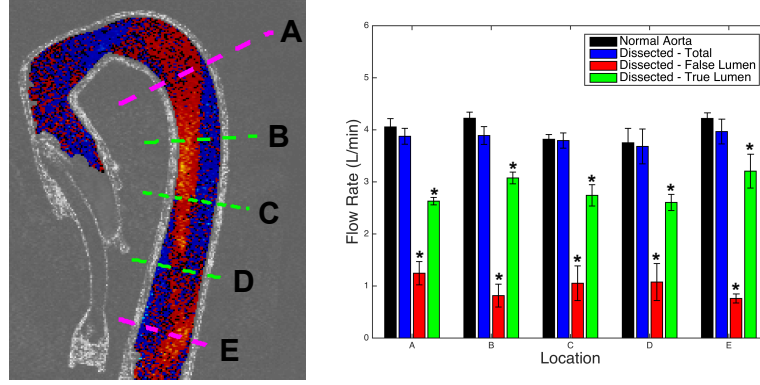 A
B
C
D
E
Flow Rate (L/min)
6
5
4
3
2
1
0
Normal Aorta
Dissected - Total
Dissected - False Lumen
Dissected - True Lumen
*
*
*
*
*
*
*
*
*
*
A
B
C
D
E
Location